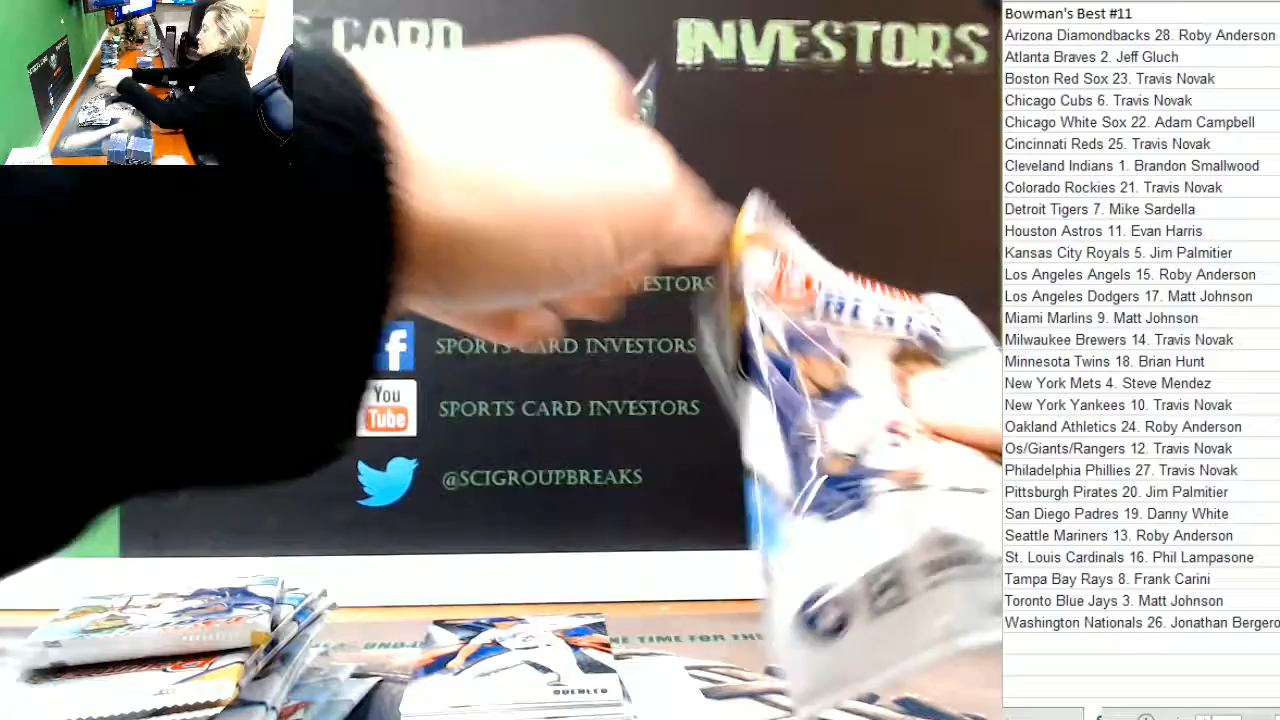 CARD INVESTORS
VESTORS
SPORTS CARD INVESTORS
You
Tube
SPORTS CARD INVESTORS
@SCIGROUPBREAKS
Bowman's Best #11
Arizona Diamondbacks 28. Roby Anderson
Atlanta Braves 2. Jeff Gluch
Boston Red Sox 23. Travis Novak
Chicago Cubs 6. Travis Novak
Chicago White Sox 22. Adam Campbell
Cincinnati Reds 25. Travis Novak
Cleveland Indians 1. Brandon Smallwood
Colorado Rockies 21. Travis Novak
Detroit Tigers 7. Mike Sardella
Houston Astros 11. Evan Harris
Kansas City Royals 5. Jim Palmitier
Los Angeles Angels 15. Roby Anderson
Los Angeles Dodgers 17. Matt Johnson
Miami Marlins 9. Matt Johnson
Milwaukee Brewers 14. Travis Novak
Minnesota Twins 18. Brian Hunt
New York Mets 4. Steve Mendez
New York Yankees 10. Travis Novak
Oakland Athletics 24. Roby Anderson
Os/Giants/Rangers 12. Travis Novak
Philadelphia Phillies 27. Travis Novak
Pittsburgh Pirates 20. Jim Palmitier
San Diego Padres 19. Danny White
Seattle Mariners 13. Roby Anderson
St. Louis Cardinals 16. Phil Lampasone
Tampa Bay Rays 8. Frank Carini
Toronto Blue Jays 3. Matt Johnson
Washington Nationals 26. Jonathan Bergero